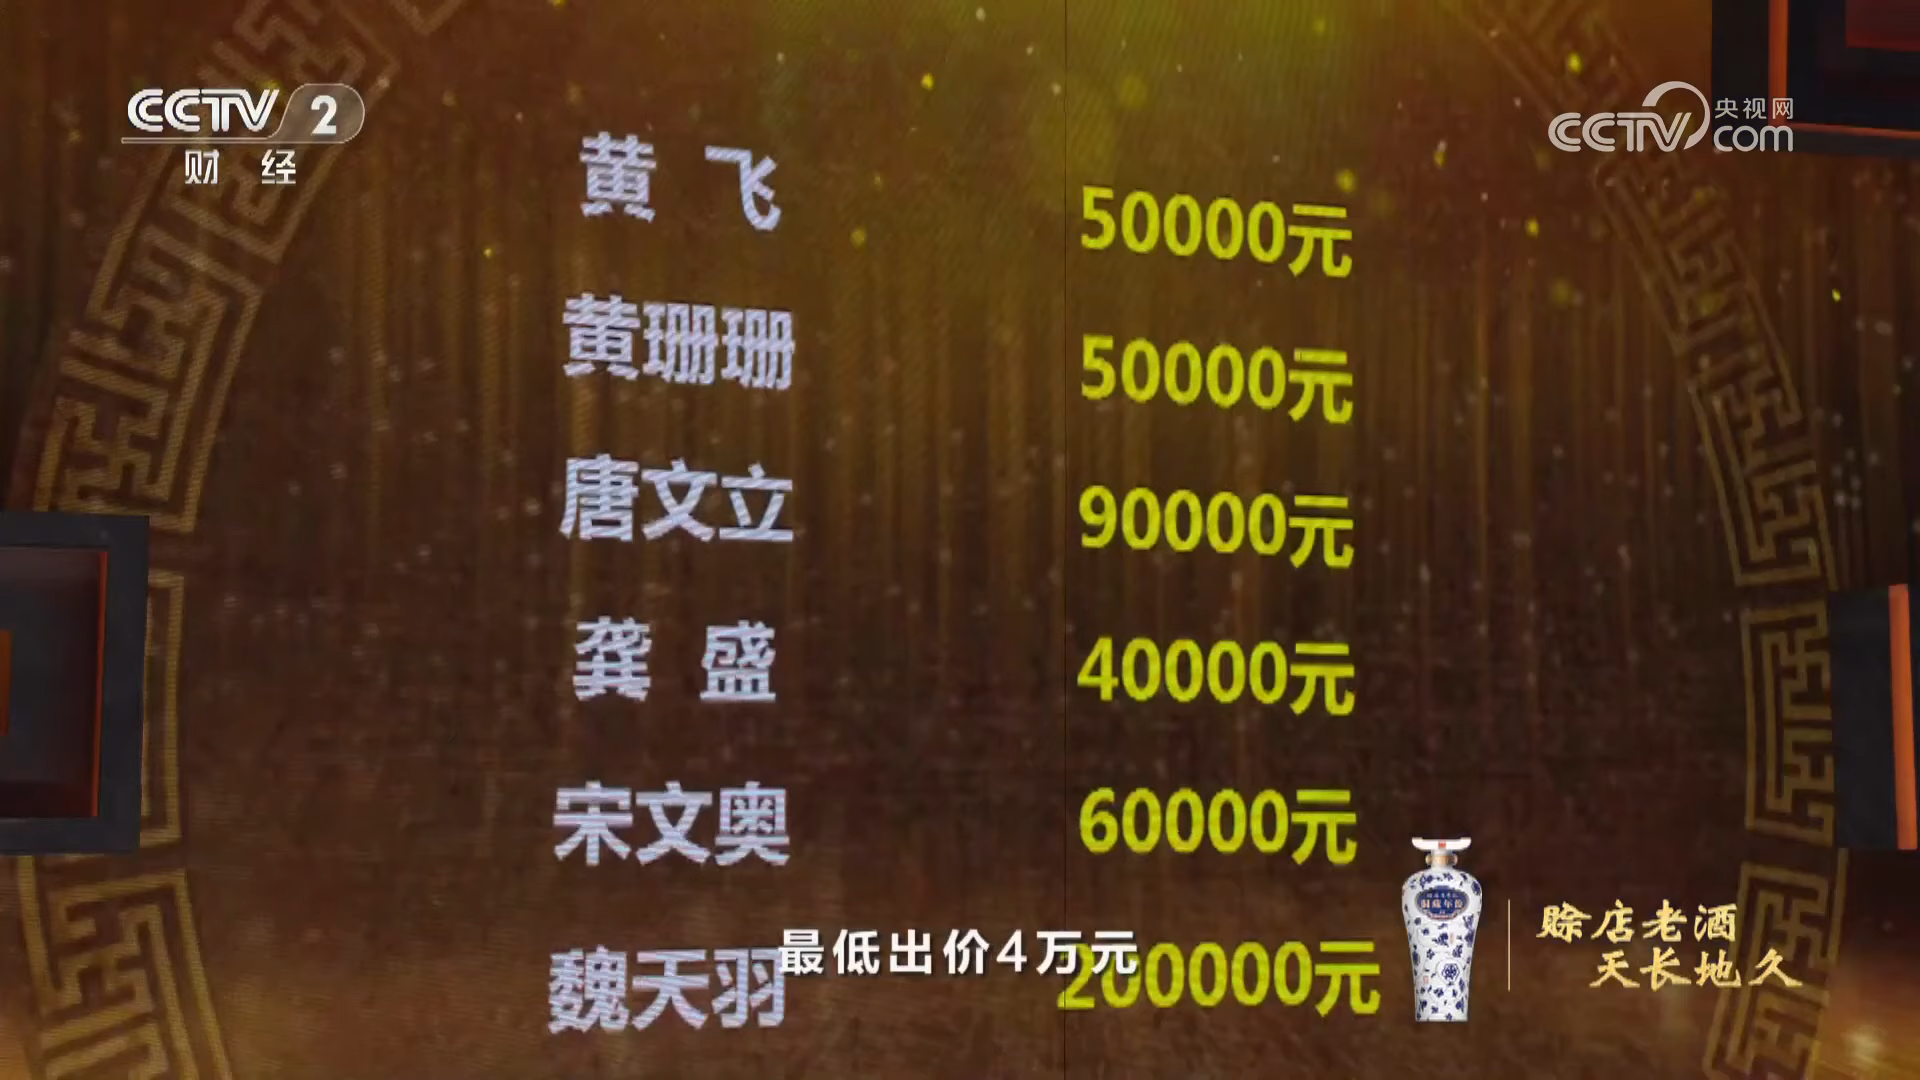 CCTV 2
财 经
央视网
CCTV.com
黄 飞 50000元
黄珊珊 50000元
唐文立 90000元
龚 盛 40000元
宋文奥 60000元
魏天羽 200000元
最低出价4万元
洞藏年份
赊店老酒
天长地久